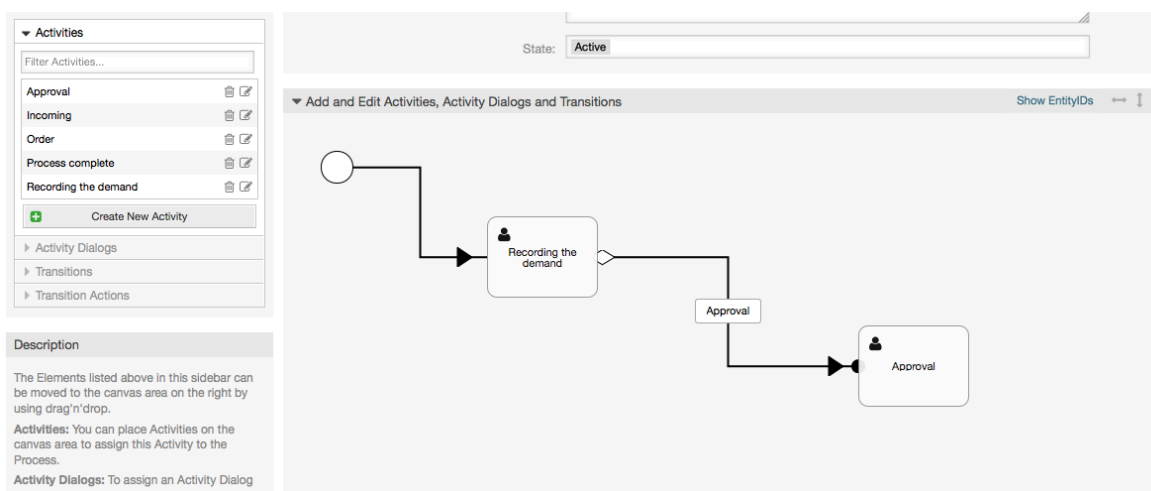 Activities
Filter Activities...
Approval
Incoming
Order
Process complete
Recording the demand
Create New Activity
Activity Dialogs
Transitions
Transition Actions
Description
The Elements listed above in this sidebar can
be moved to the canvas area on the right by
using drag'n'drop.
Activities: You can place Activities on the
canvas area to assign this Activity to the
Process.
Activity Dialogs: To assign an Activity Dialog
State: Active
Add and Edit Activities, Activity Dialogs and Transitions
Show EntityIDs
Recording the
demand
Approval
Approval